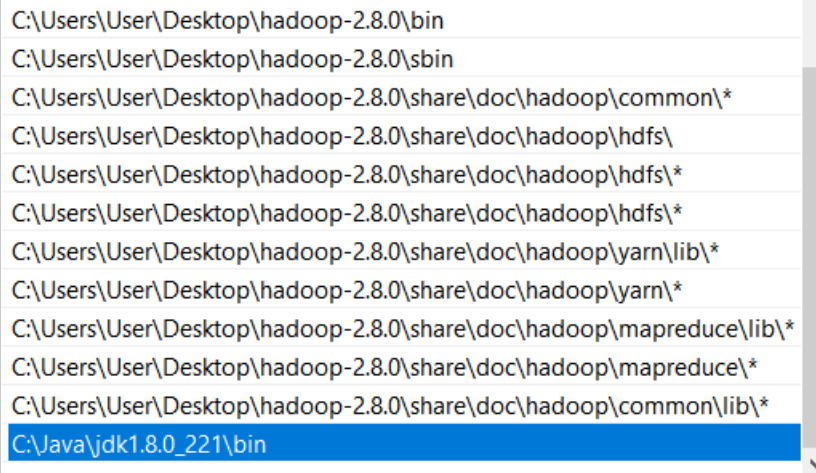 C:\Users\User\Desktop\hadoop-2.8.0\bin
C:\Users\User\Desktop\hadoop-2.8.0\sbin
C:\Users\User\Desktop\hadoop-2.8.0\share\doc\hadoop\common\*
C:\Users\User\Desktop\hadoop-2.8.0\share\doc\hadoop\hdfs\
C:\Users\User\Desktop\hadoop-2.8.0\share\doc\hadoop\hdfs\*
C:\Users\User\Desktop\hadoop-2.8.0\share\doc\hadoop\hdfs\*
C:\Users\User\Desktop\hadoop-2.8.0\share\doc\hadoop\yarn\lib\*
C:\Users\User\Desktop\hadoop-2.8.0\share\doc\hadoop\yarn\*
C:\Users\User\Desktop\hadoop-2.8.0\share\doc\hadoop\mapreduce\lib\*
C:\Users\User\Desktop\hadoop-2.8.0\share\doc\hadoop\mapreduce\*
C:\Users\User\Desktop\hadoop-2.8.0\share\doc\hadoop\common\lib\*
C:\Java\jdk1.8.0_221\bin